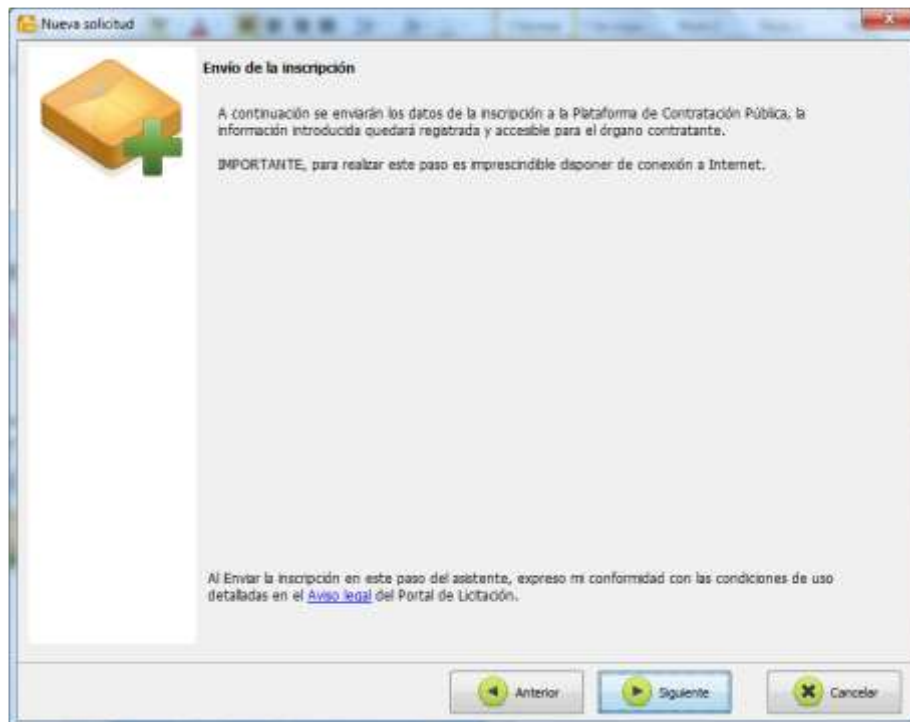 Nueva solicitud
Envío de la inscripción
A continuación se enviarán los datos de la inscripción a la Plataforma de Contratación Pública, la
información introducida quedará registrada y accesible para el órgano contratante.
IMPORTANTE, para realizar este paso es imprescindible disponer de conexión a Internet.
Al Enviar la inscripción en este paso del asistente, expreso mi conformidad con las condiciones de uso
detalladas en el Aviso legal del Portal de Licitación.
Anterior
Siguiente
Cancelar